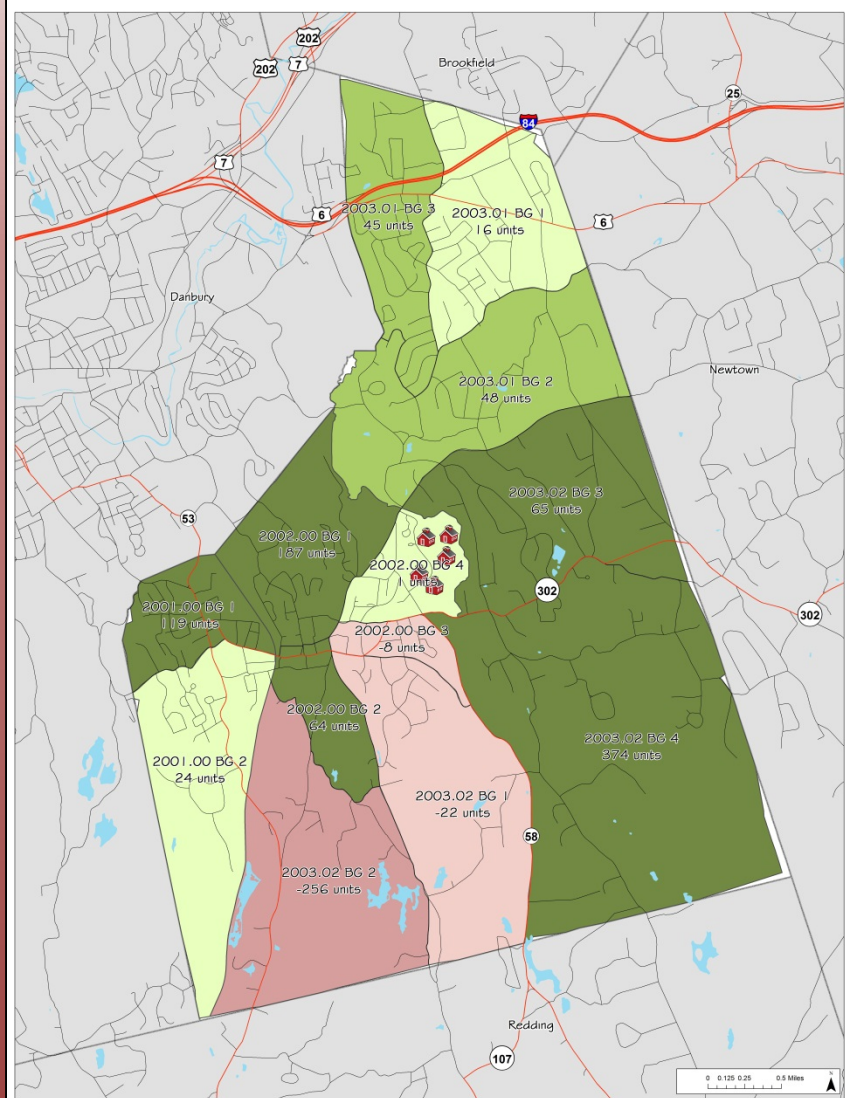 202
202
7
Brookfield
25
84
7
6
2003.01 BG 3
45 units
2003.01 BG 1
16 units
6
Danbury
2003.01 BG 2
48 units
Newtown
53
2003.02 BG 3
65 units
2002.00 BG 1
187 units
2002.00 BG 4
1 units
302
302
2001.00 BG 1
119 units
2002.00 BG 3
-8 units
2002.00 BG 2
64 units
2003.02 BG 4
374 units
2001.00 BG 2
24 units
2003.02 BG 1
-22 units
58
2003.02 BG 2
-256 units
Redding
107
0 0.125 0.25 0.5 Miles
N